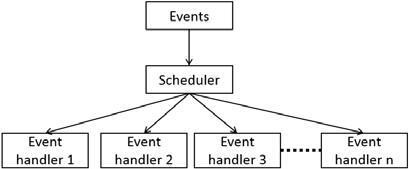 Events
Scheduler
Event
handler 1
Event
handler 2
Event
handler 3
Event
handler n